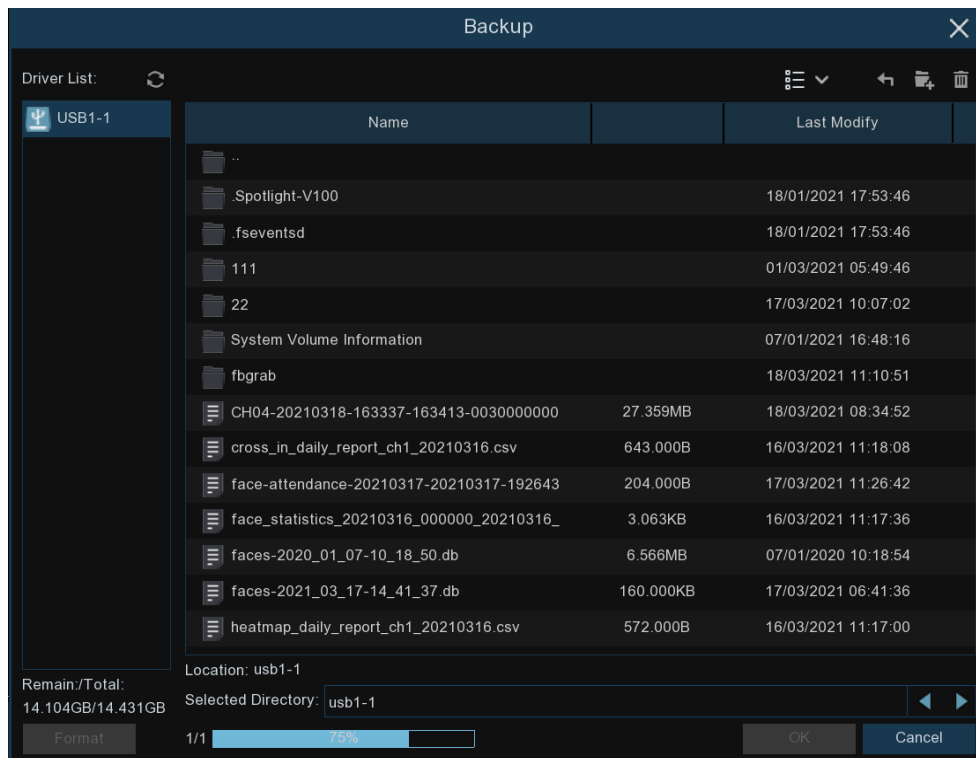 Backup
Driver List:
USB1-1
Name Last Modify
..
.Spotlight-V100 18/01/2021 17:53:46
.fseventsd 18/01/2021 17:53:46
111 01/03/2021 05:49:46
22 17/03/2021 10:07:02
System Volume Information 07/01/2021 16:48:16
fbgrab 18/03/2021 11:10:51
CH04-20210318-163337-163413-0030000000 27.359MB 18/03/2021 08:34:52
cross_in_daily_report_ch1_20210316.csv 643.000B 16/03/2021 11:18:08
face-attendance-20210317-20210317-192643 204.000B 17/03/2021 11:26:42
face_statistics_20210316_000000_20210316_ 3.063KB 16/03/2021 11:17:36
faces-2020_01_07-10_18_50.db 6.566MB 07/01/2020 10:18:54
faces-2021_03_17-14_41_37.db 160.000KB 17/03/2021 06:41:36
heatmap_daily_report_ch1_20210316.csv 572.000B 16/03/2021 11:17:00
Location: usb1-1
Remain:/Total:
14.104GB/14.431GB
Selected Directory: usb1-1
Format
1/1 75%
OK
Cancel